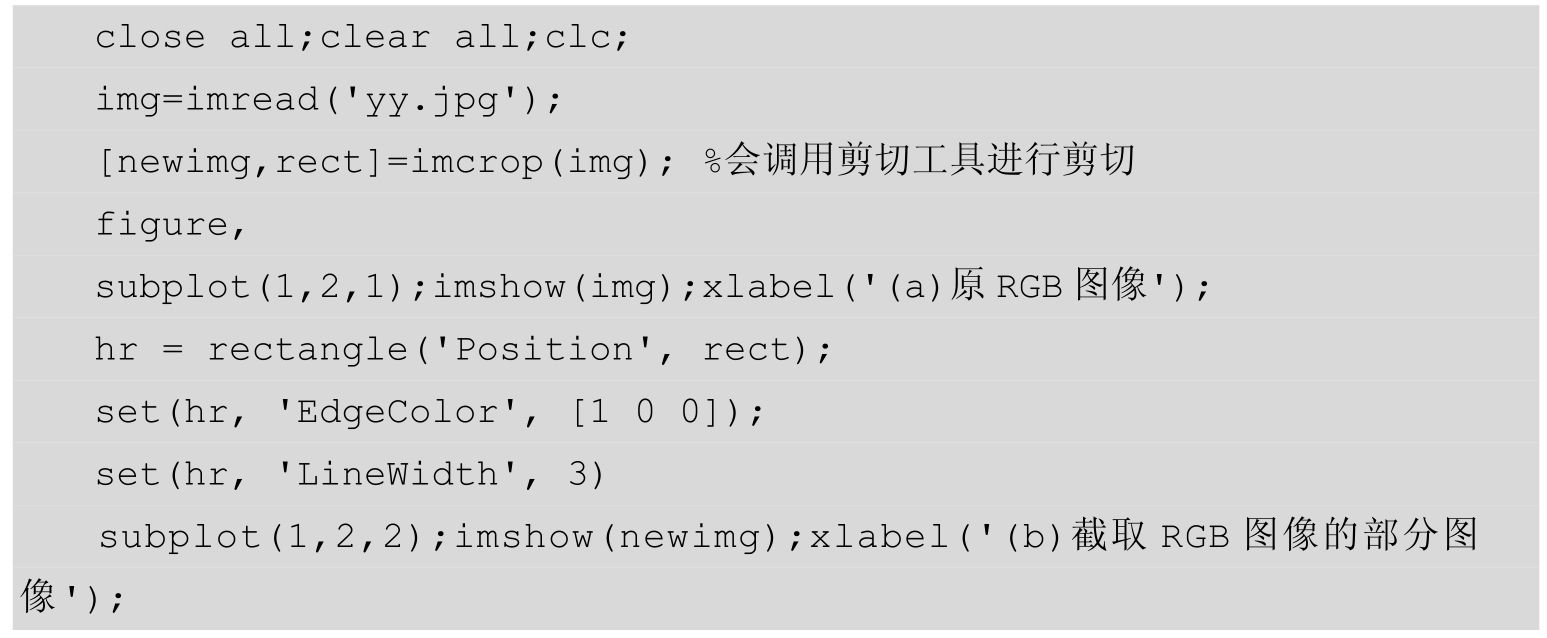 close all;clear all;clc;
img=imread('yy.jpg');
[newimg,rect]=imcrop(img); %会调用剪切工具进行剪切
figure,
subplot(1,2,1);imshow(img);xlabel('(a)原 RGB 图像');
hr = rectangle('Position', rect);
set(hr, 'EdgeColor', [1 0 0]);
set(hr, 'LineWidth', 3)
subplot(1,2,2);imshow(newimg);xlabel('(b)截取 RGB 图像的部分图
像');